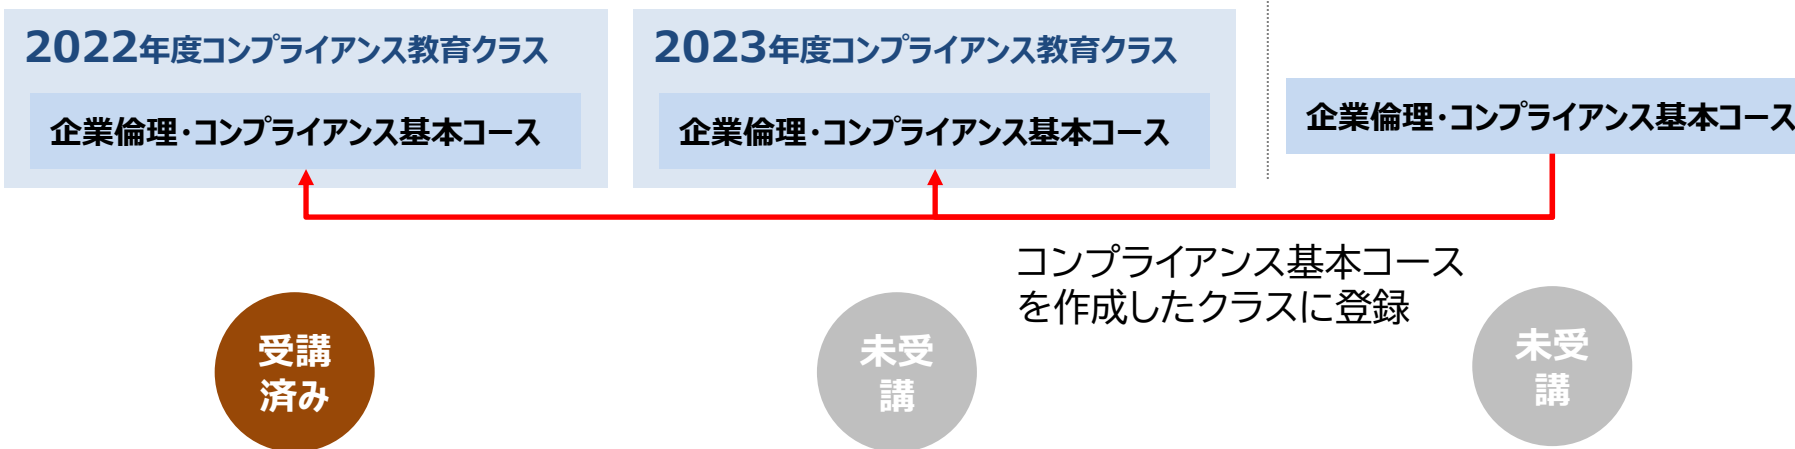 2022年度コンプライアンス教育クラス
企業倫理・コンプライアンス基本コース
2023年度コンプライアンス教育クラス
企業倫理・コンプライアンス基本コース
企業倫理・コンプライアンス基本コース
コンプライアンス基本コース
を作成したクラスに登録
受講
済み
未受
講
未受
講